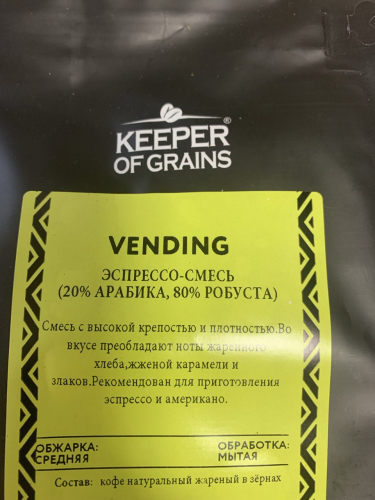 KEEPER®
OF GRAINS
VENDING
ЭСПРЕССО-СМЕСЬ
(20% АРАБИКА, 80% РОБУСТА)
Смесь с высокой крепостью и плотностью.Во
вкусе преобладают ноты жаренного
хлеба,жженой карамели и
злаков.Рекомендован для приготовления
эспрессо и американо.
ОБЖАРКА: ОБРАБОТКА:
СРЕДНЯЯ МЫТАЯ
Состав: кофе натуральный жареный в зёрнах